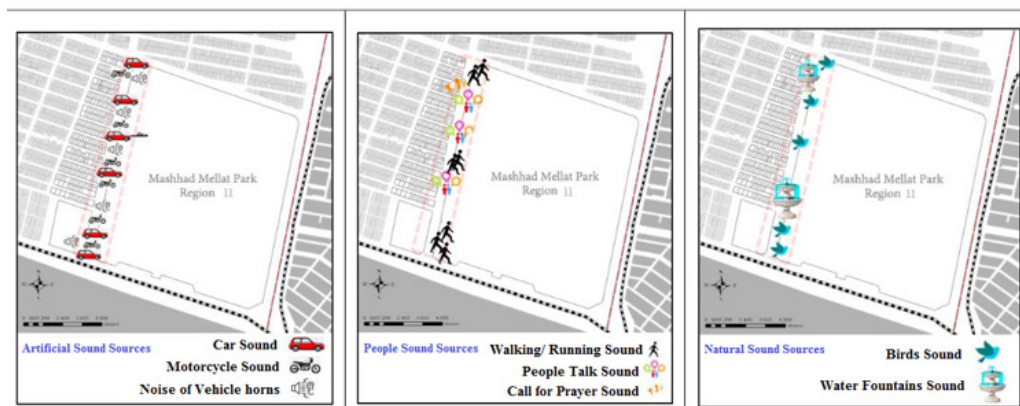 Mashhad Mellat Park
Region 11
Artificial Sound Sources
Car Sound
Motorcycle Sound
Noise of Vehicle horns
Mashhad Mellat Park
Region 11
People Sound Sources
Walking/ Running Sound
People Talk Sound
Call for Prayer Sound
Mashhad Mellat Park
Region 11
Natural Sound Sources
Birds Sound
Water Fountains Sound